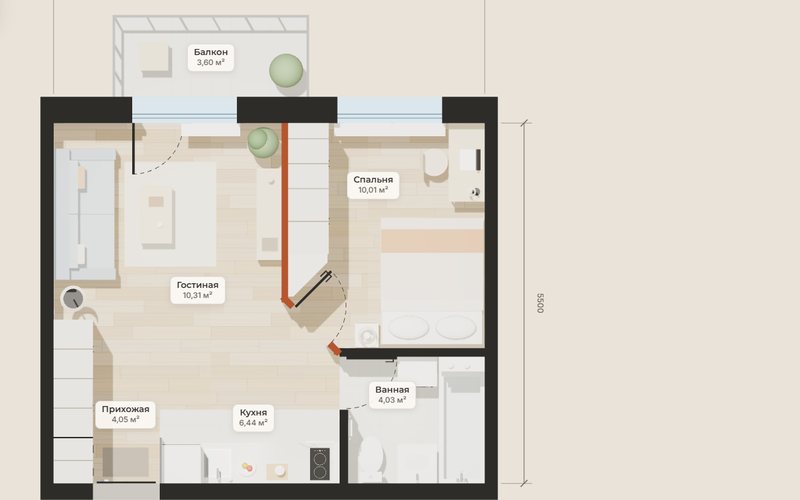 Балкон
3,60 м²
Спальня
10,01 м²
Гостиная
10,31 м²
5500
Ванная
4,03 м²
Прихожая
4,05 м²
Кухня
6,44 м²